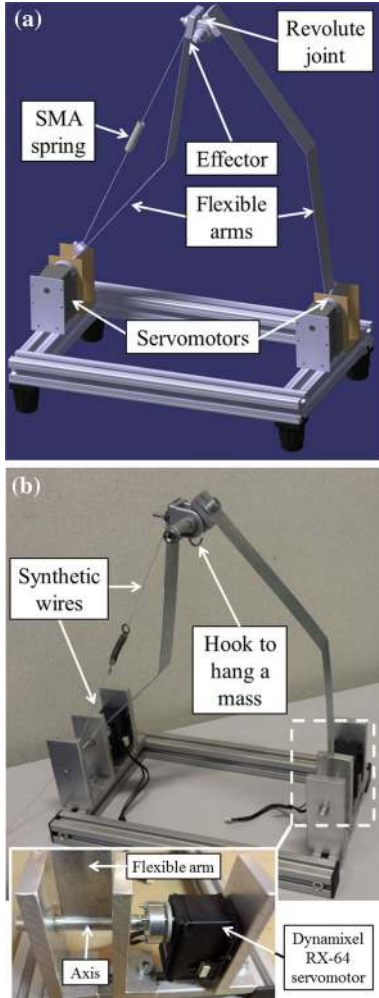 (a)
Revolute
joint
SMA
spring
Effector
Flexible
arms
Servomotors
(b)
Synthetic
wires
Hook to
hang a
mass
Flexible arm
Axis
Dynamixel
RX-64
servomotor